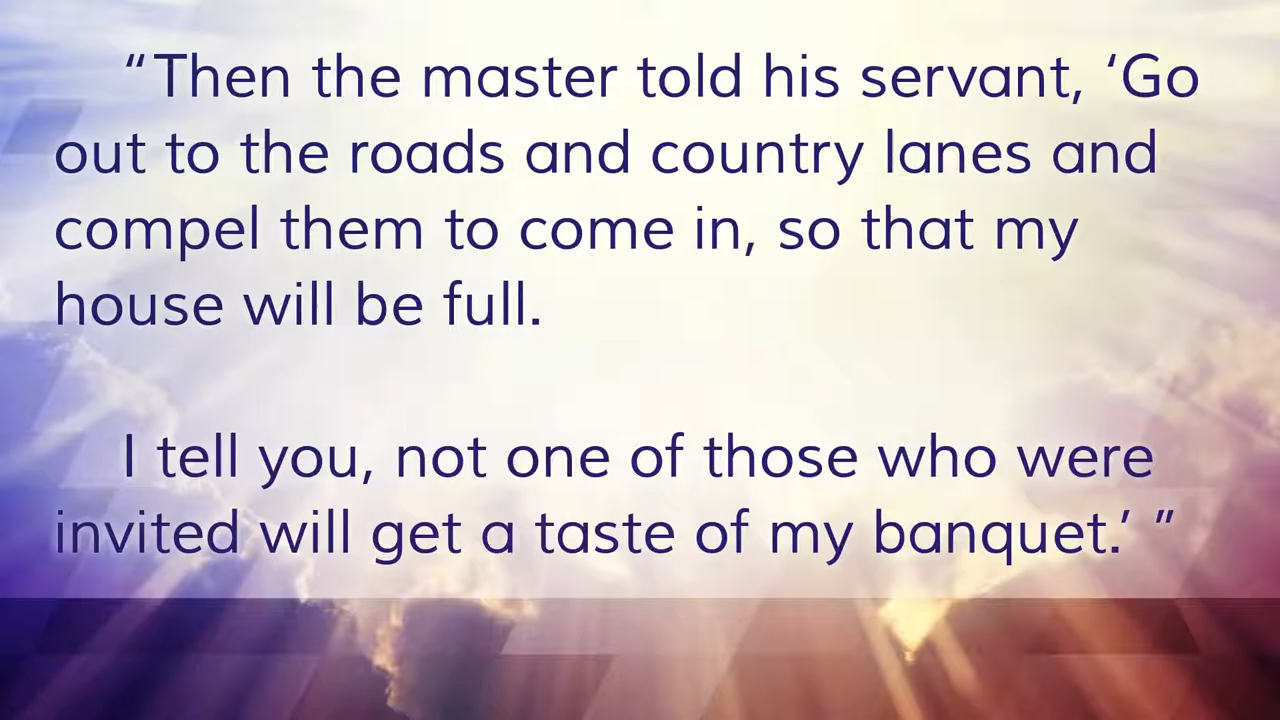 “Then the master told his servant, ‘Go
out to the roads and country lanes and
compel them to come in, so that my
house will be full.
I tell you, not one of those who were
invited will get a taste of my banquet.’ ”